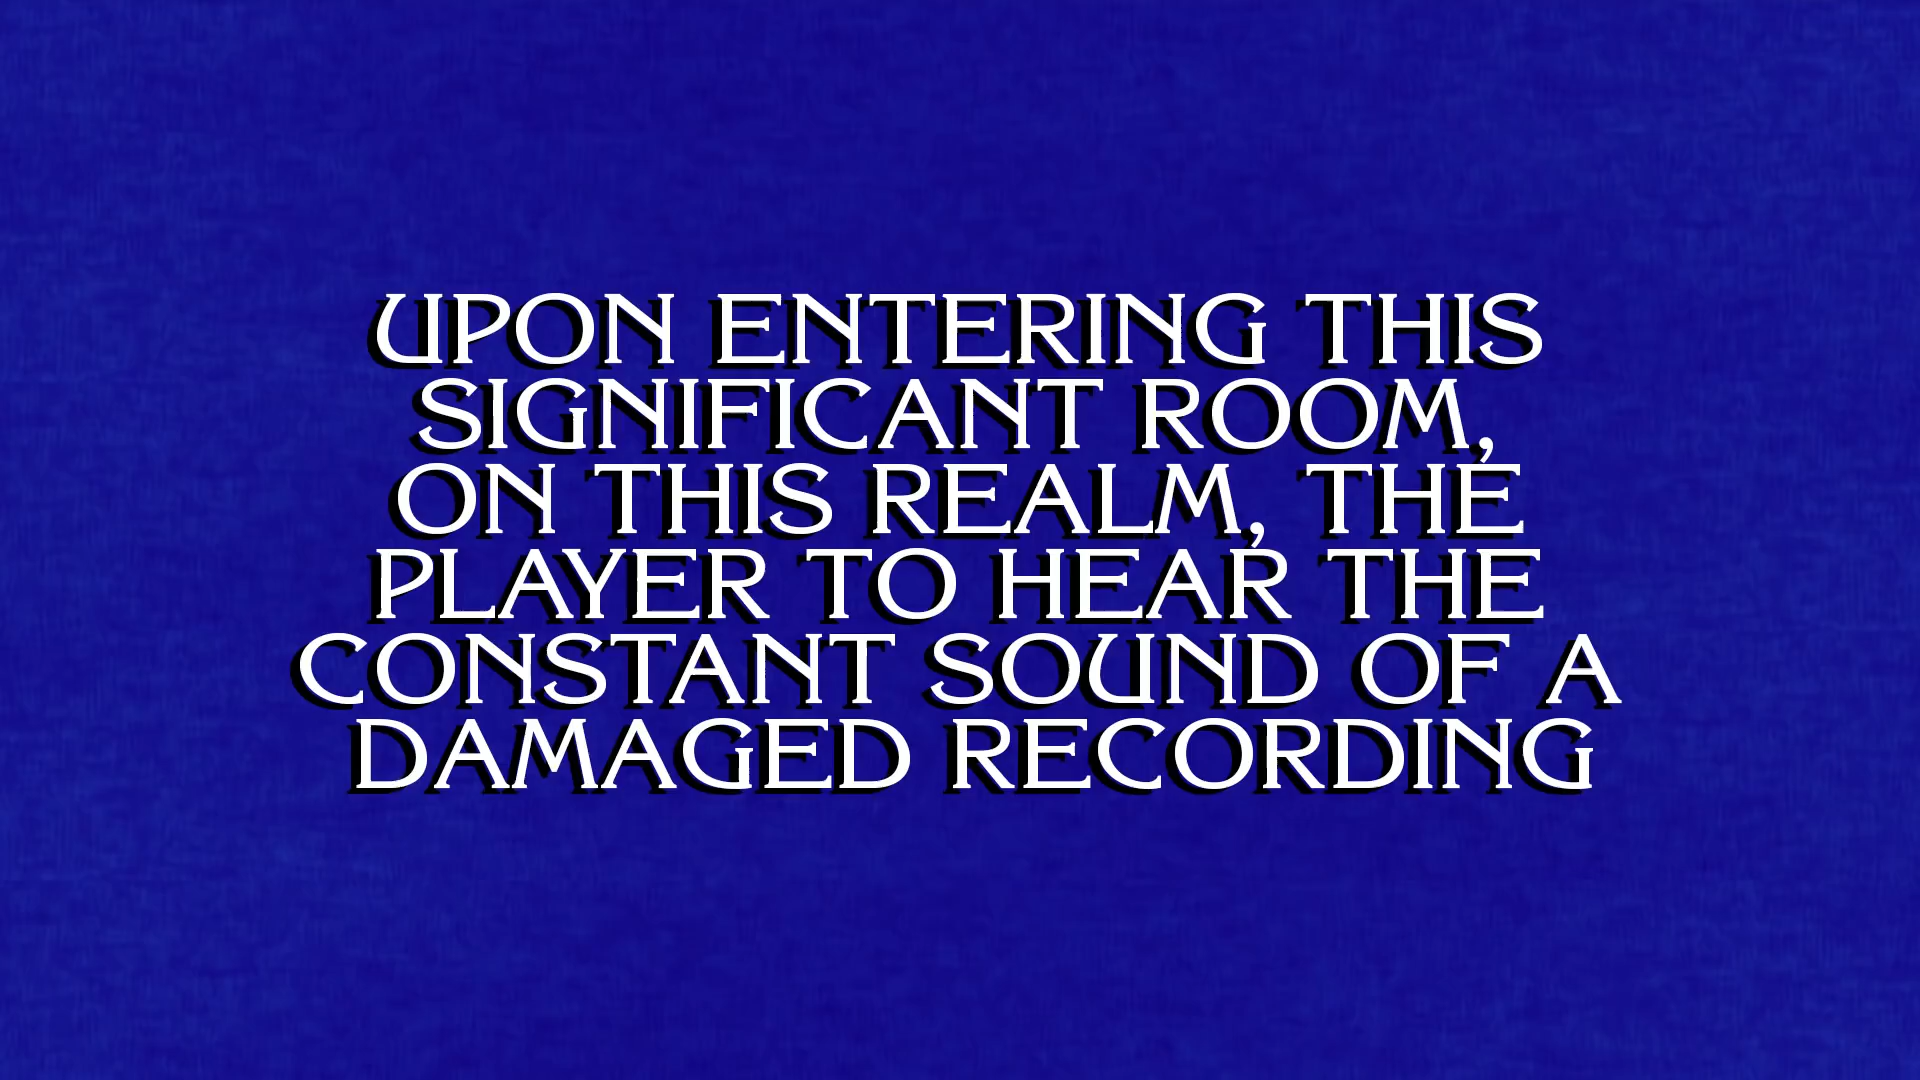 UPON ENTERING THIS
SIGNIFICANT ROOM,
ON THIS REALM, THE
PLAYER TO HEAR THE
CONSTANT SOUND OF A
DAMAGED RECORDING